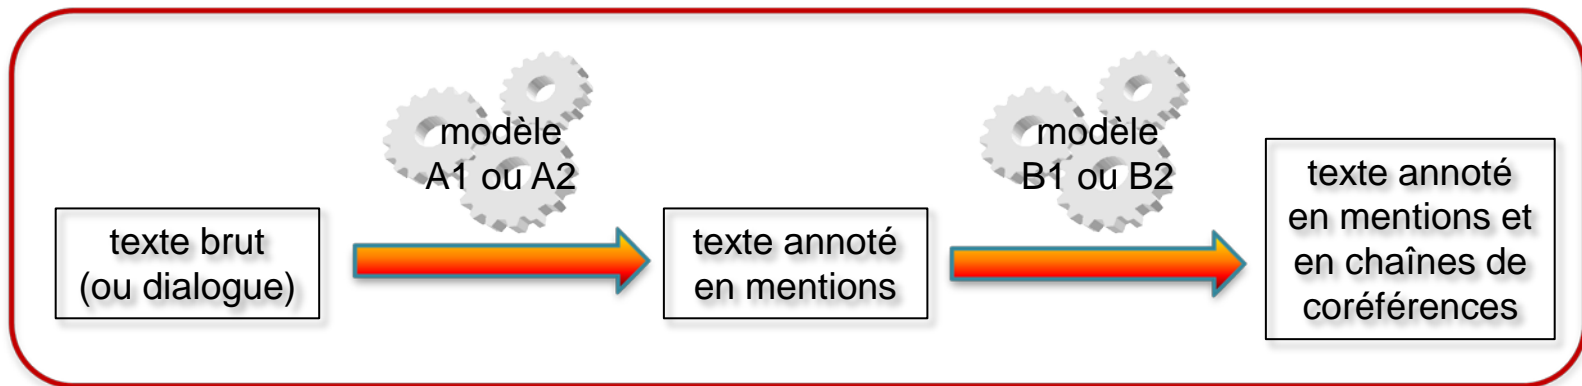 texte brut
(ou dialogue)
modèle
A1 ou A2
texte annoté
en mentions
modèle
B1 ou B2
texte annoté
en mentions et
en chaînes de
coréférences